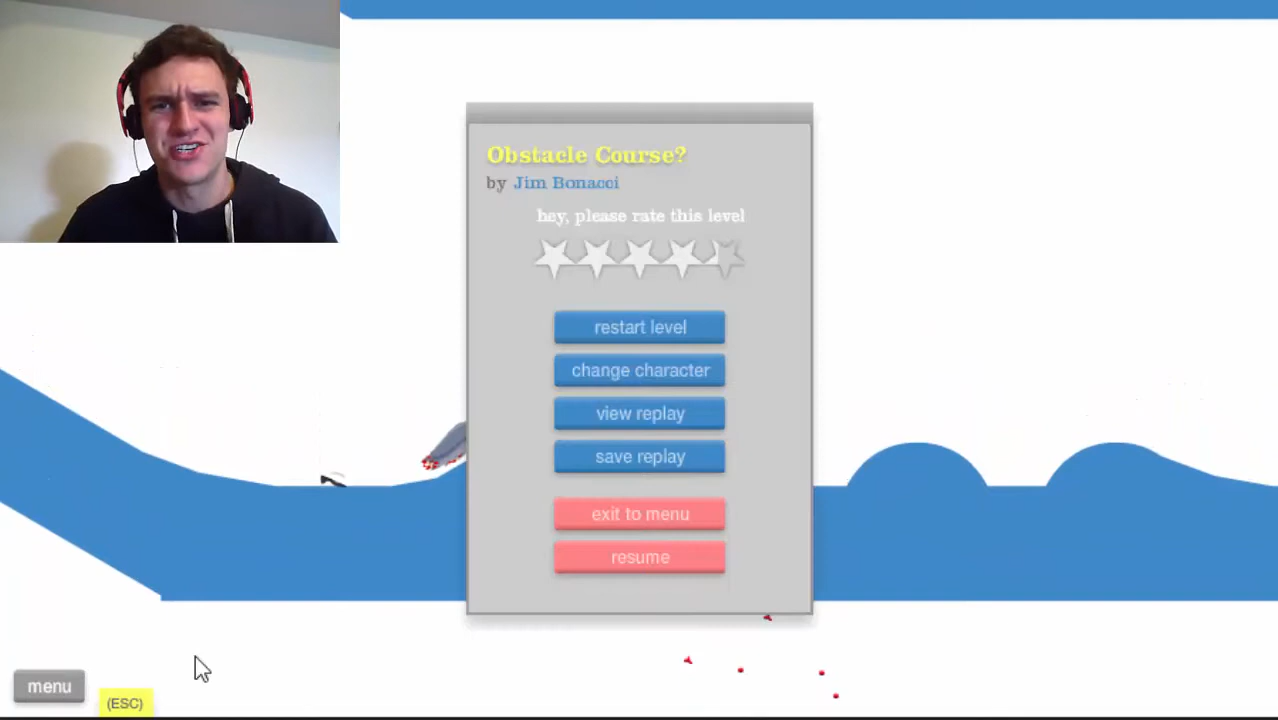 Obstacle Course?
by Jim Bonacci
hey, please rate this level
restart level
change character
view replay
save replay
exit to menu
resume
menu
(ESC)